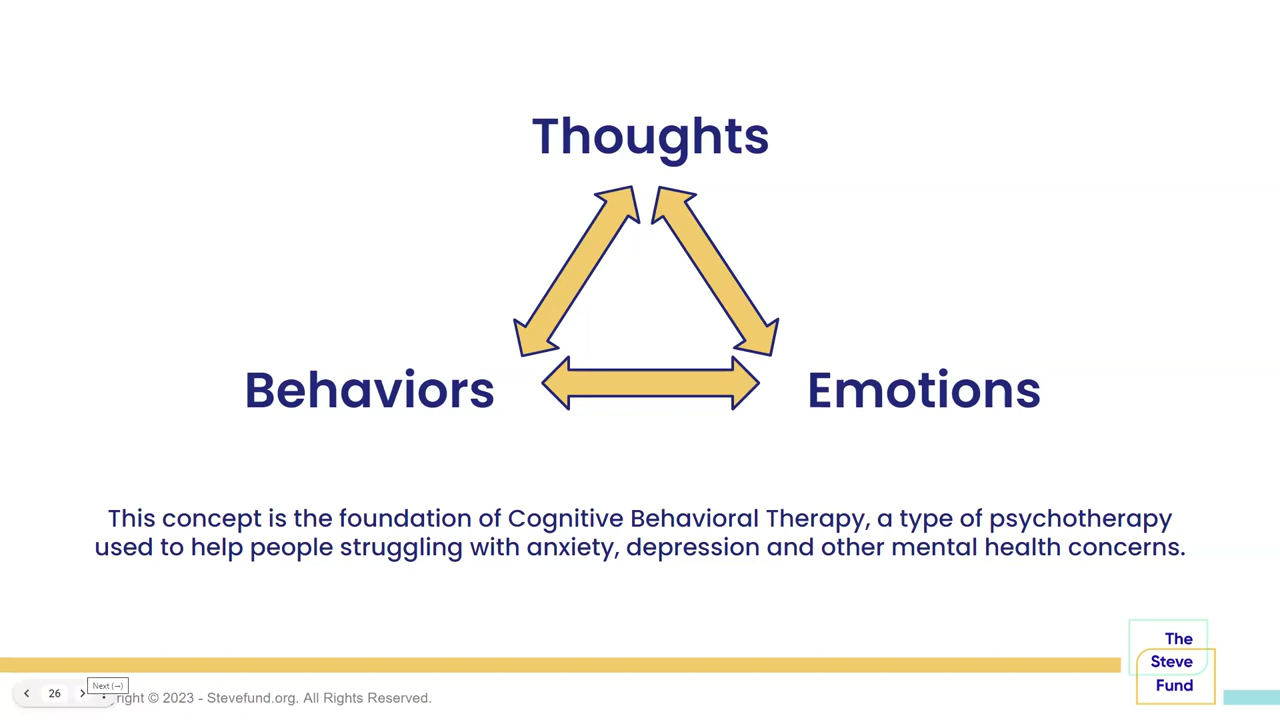 Thoughts
Behaviors
Emotions
This concept is the foundation of Cognitive Behavioral Therapy, a type of psychotherapy
used to help people struggling with anxiety, depression and other mental health concerns.
The
Steve
Fund
26
Next (→)
right © 2023 - Stevefund.org. All Rights Reserved.